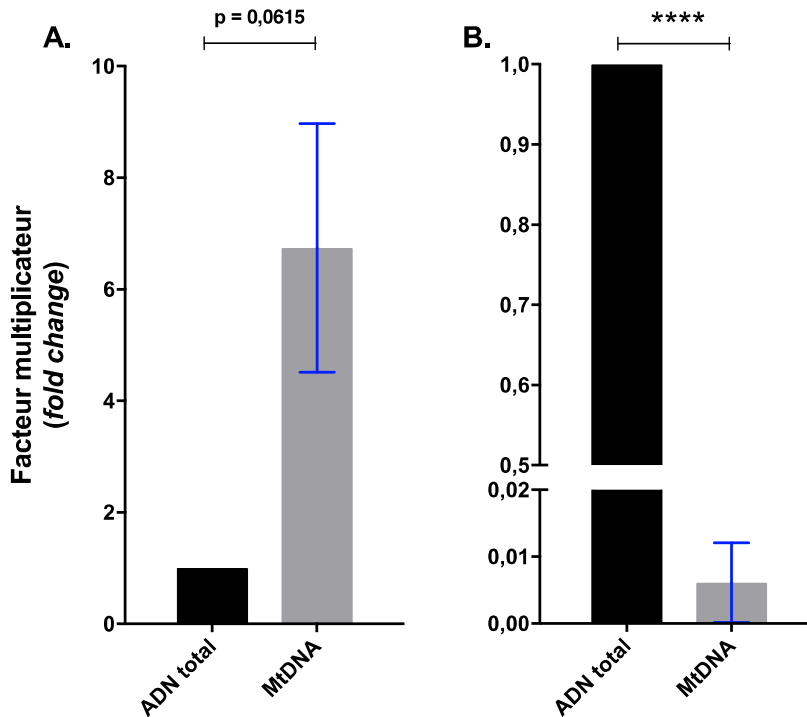 A.
p = 0,0615
B.
****
Facteur multiplicateur
(fold change)
10
8
6
4
2
0
ADN total
MtDNA
1,0
0,9
0,8
0,7
0,6
0,5
0,02
0,01
0,00
ADN total
MtDNA